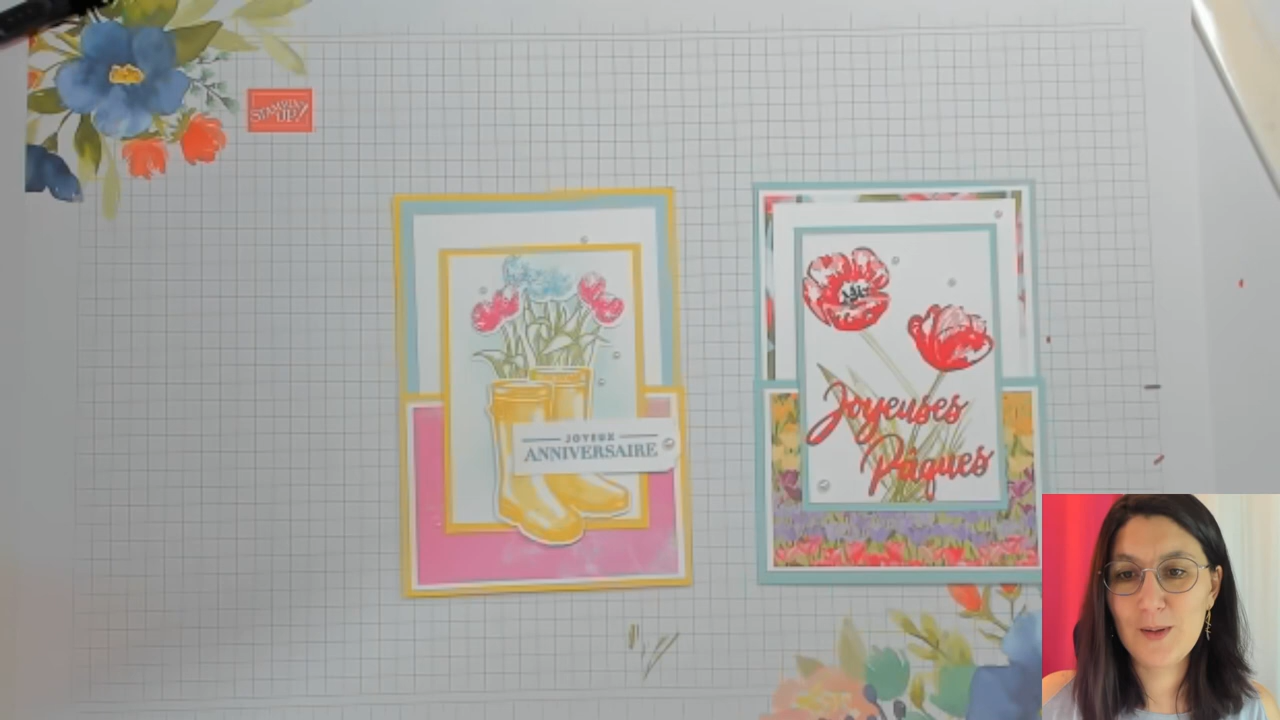 STAMPIN'
UP!
JOYEUX
ANNIVERSAIRE
Joyeuses
Pâques